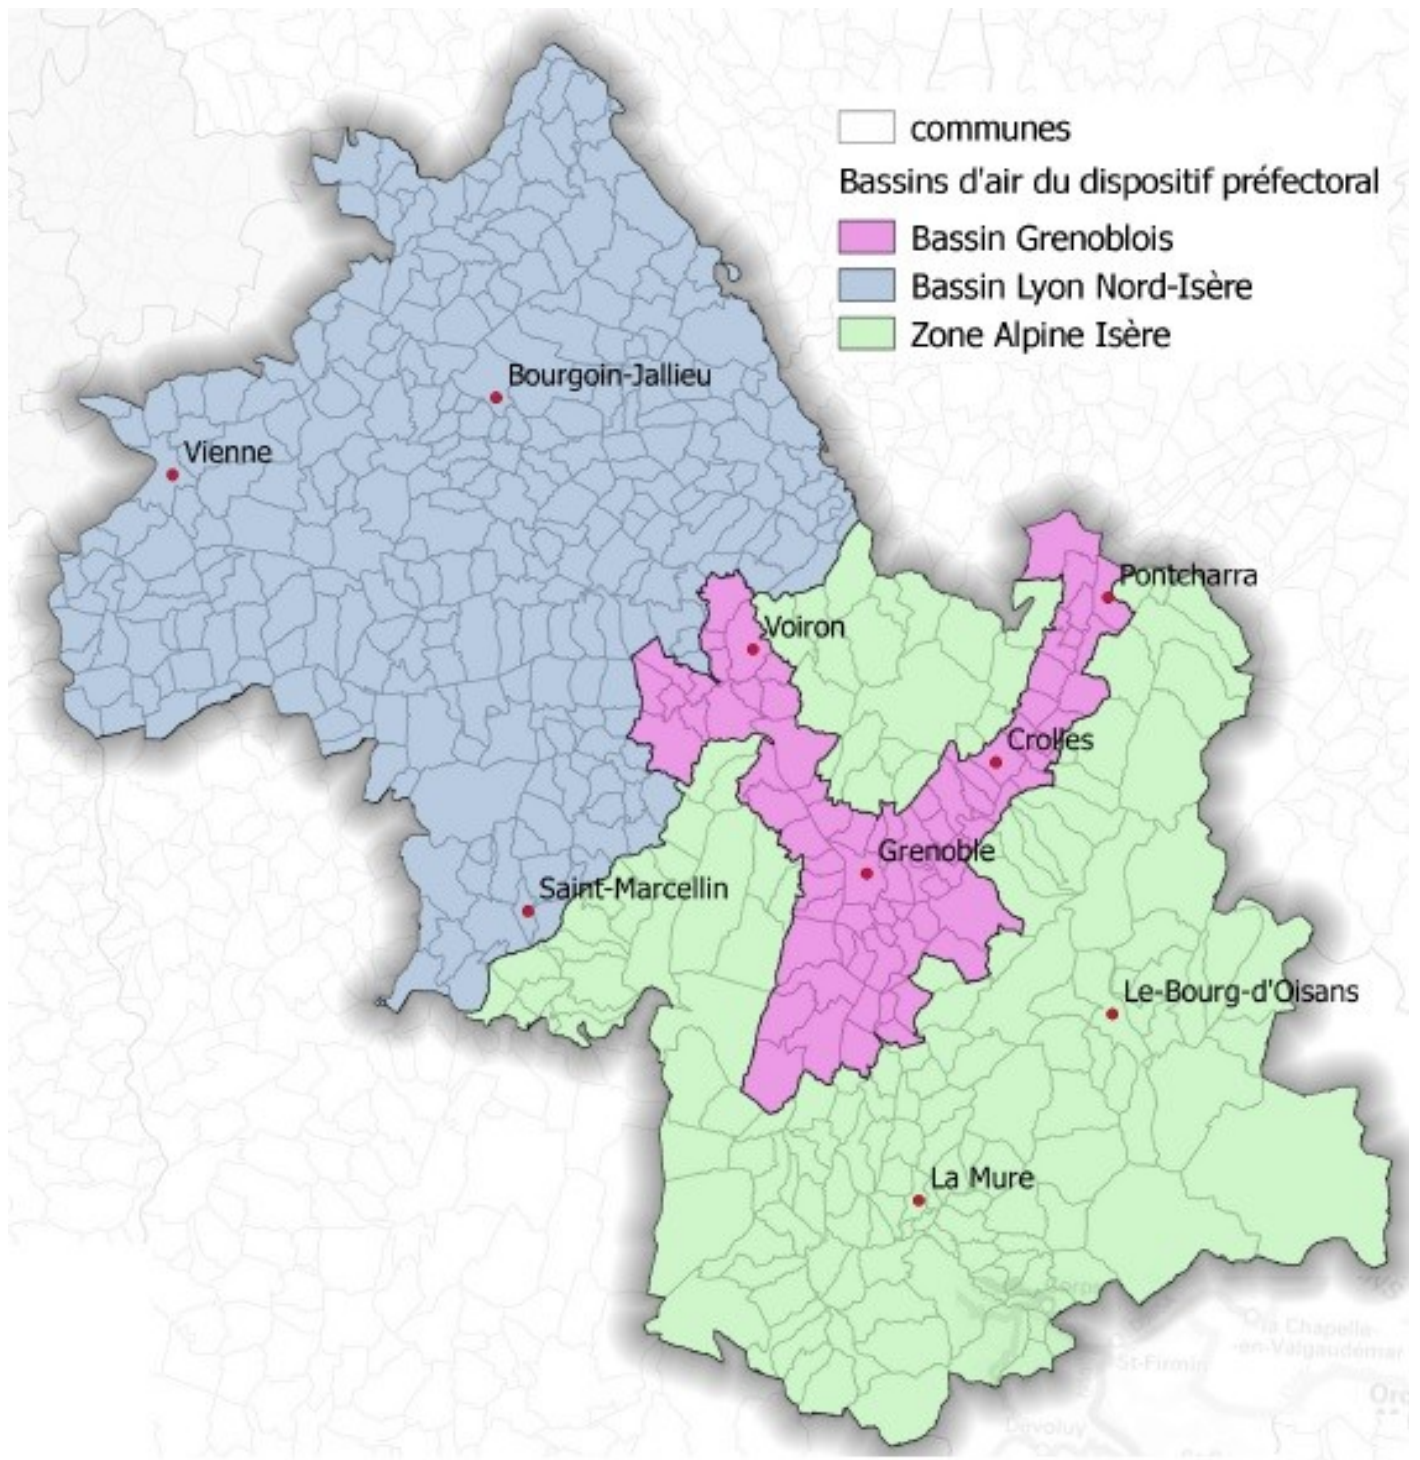 communes
Bassins d'air du dispositif préfectoral
Bassin Grenoblois
Bassin Lyon Nord-Isère
Zone Alpine Isère
Bourgoin-Jallieu
Vienne
Pontcharra
Voiron
Crolles
Grenoble
Saint-Marcellin
Le-Bourg-d'Oisans
La Mure
la Chapelle-
-en-Valgaudémar
St-Firmin
Dévoluy